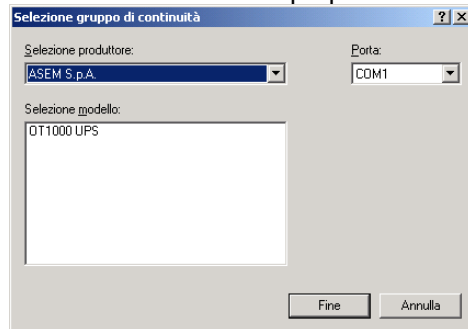 Selezione gruppo di continuità
Selezione produttore:
Porta:
ASEM S.p.A.
COM1
Selezione modello:
OT1000 UPS
Fine
Annulla